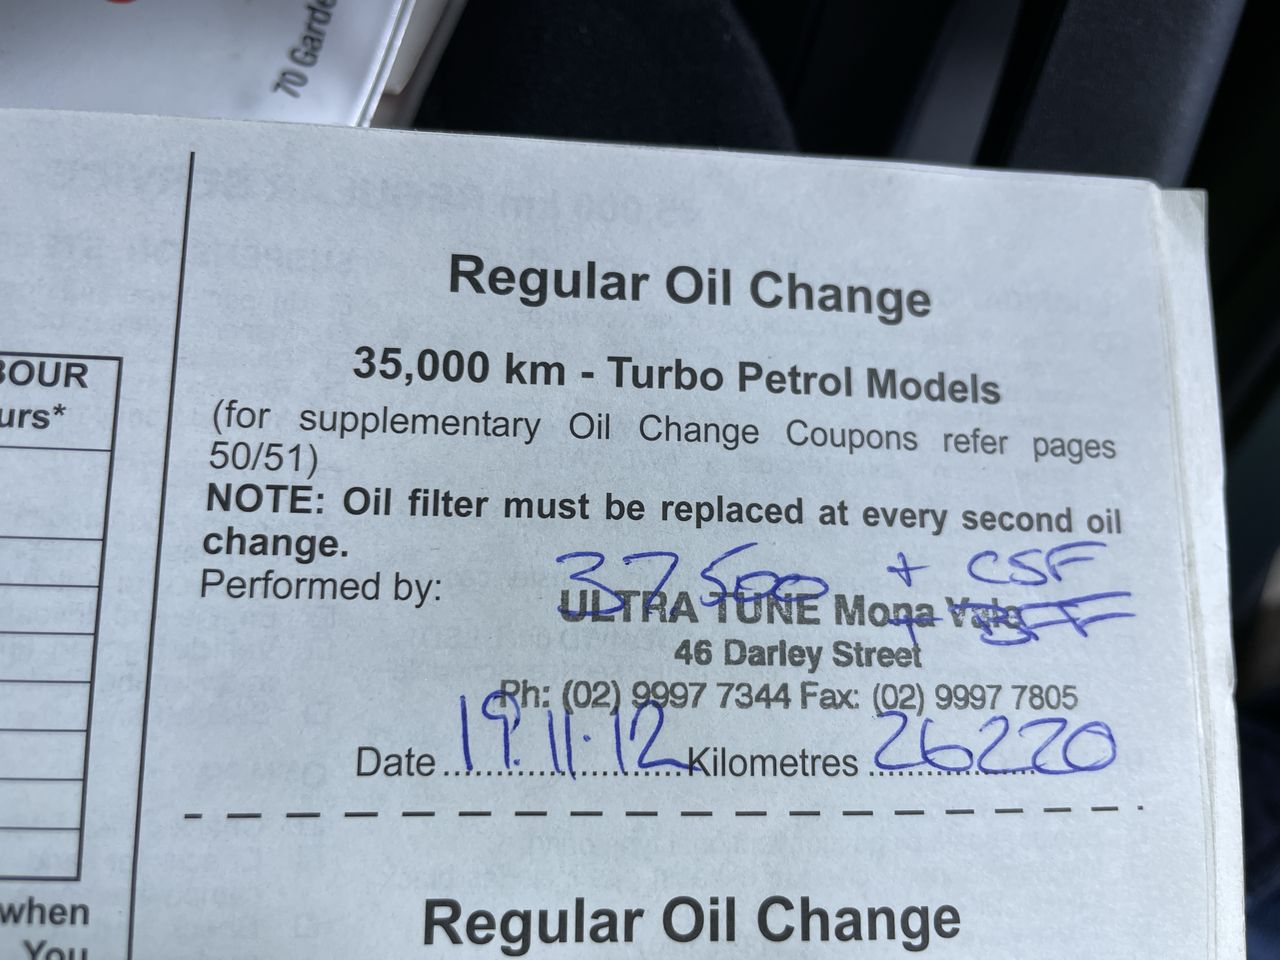 70 Garde
BOUR
urs*
when
You
Regular Oil Change
35,000 km - Turbo Petrol Models
(for supplementary Oil Change Coupons refer pages
50/51)
NOTE: Oil filter must be replaced at every second oil
change.
37,500 + CSF
+ BFF
Performed by: ULTRA TUNE Mona Vale
46 Darley Street
Ph: (02) 9997 7344 Fax: (02) 9997 7805
Date 19.11.12 Kilometres 26220
Regular Oil Change